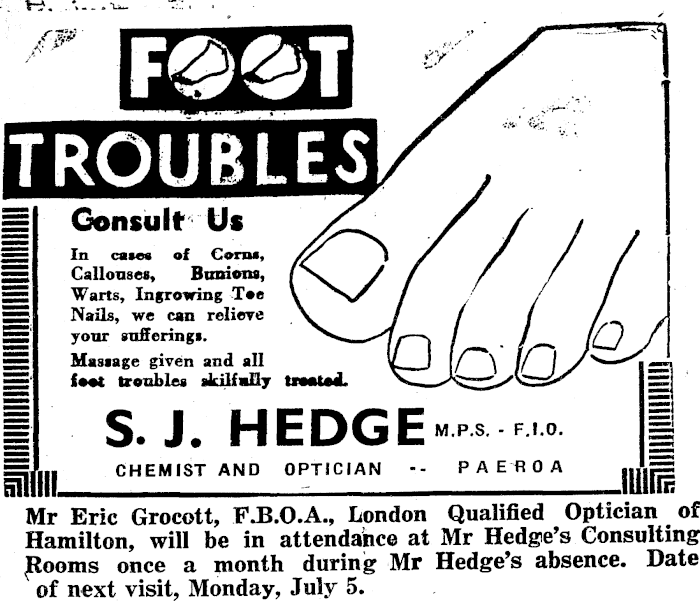 FOOT
TROUBLES
Consult Us
In cases of Corns,
Callouses, Bunions,
Warts, Ingrowing Toe
Nails, we can relieve
your sufferings.
Massage given and all
foot troubles skilfully treated.
S. J. HEDGE M.P.S. - F.I.O.
CHEMIST AND OPTICIAN -- PAEROA
Mr Eric Grocott, F.B.O.A., London Qualified Optician of
Hamilton, will be in attendance at Mr Hedge's Consulting
Rooms once a month during Mr Hedge's absence. Date
of next visit, Monday, July 5.